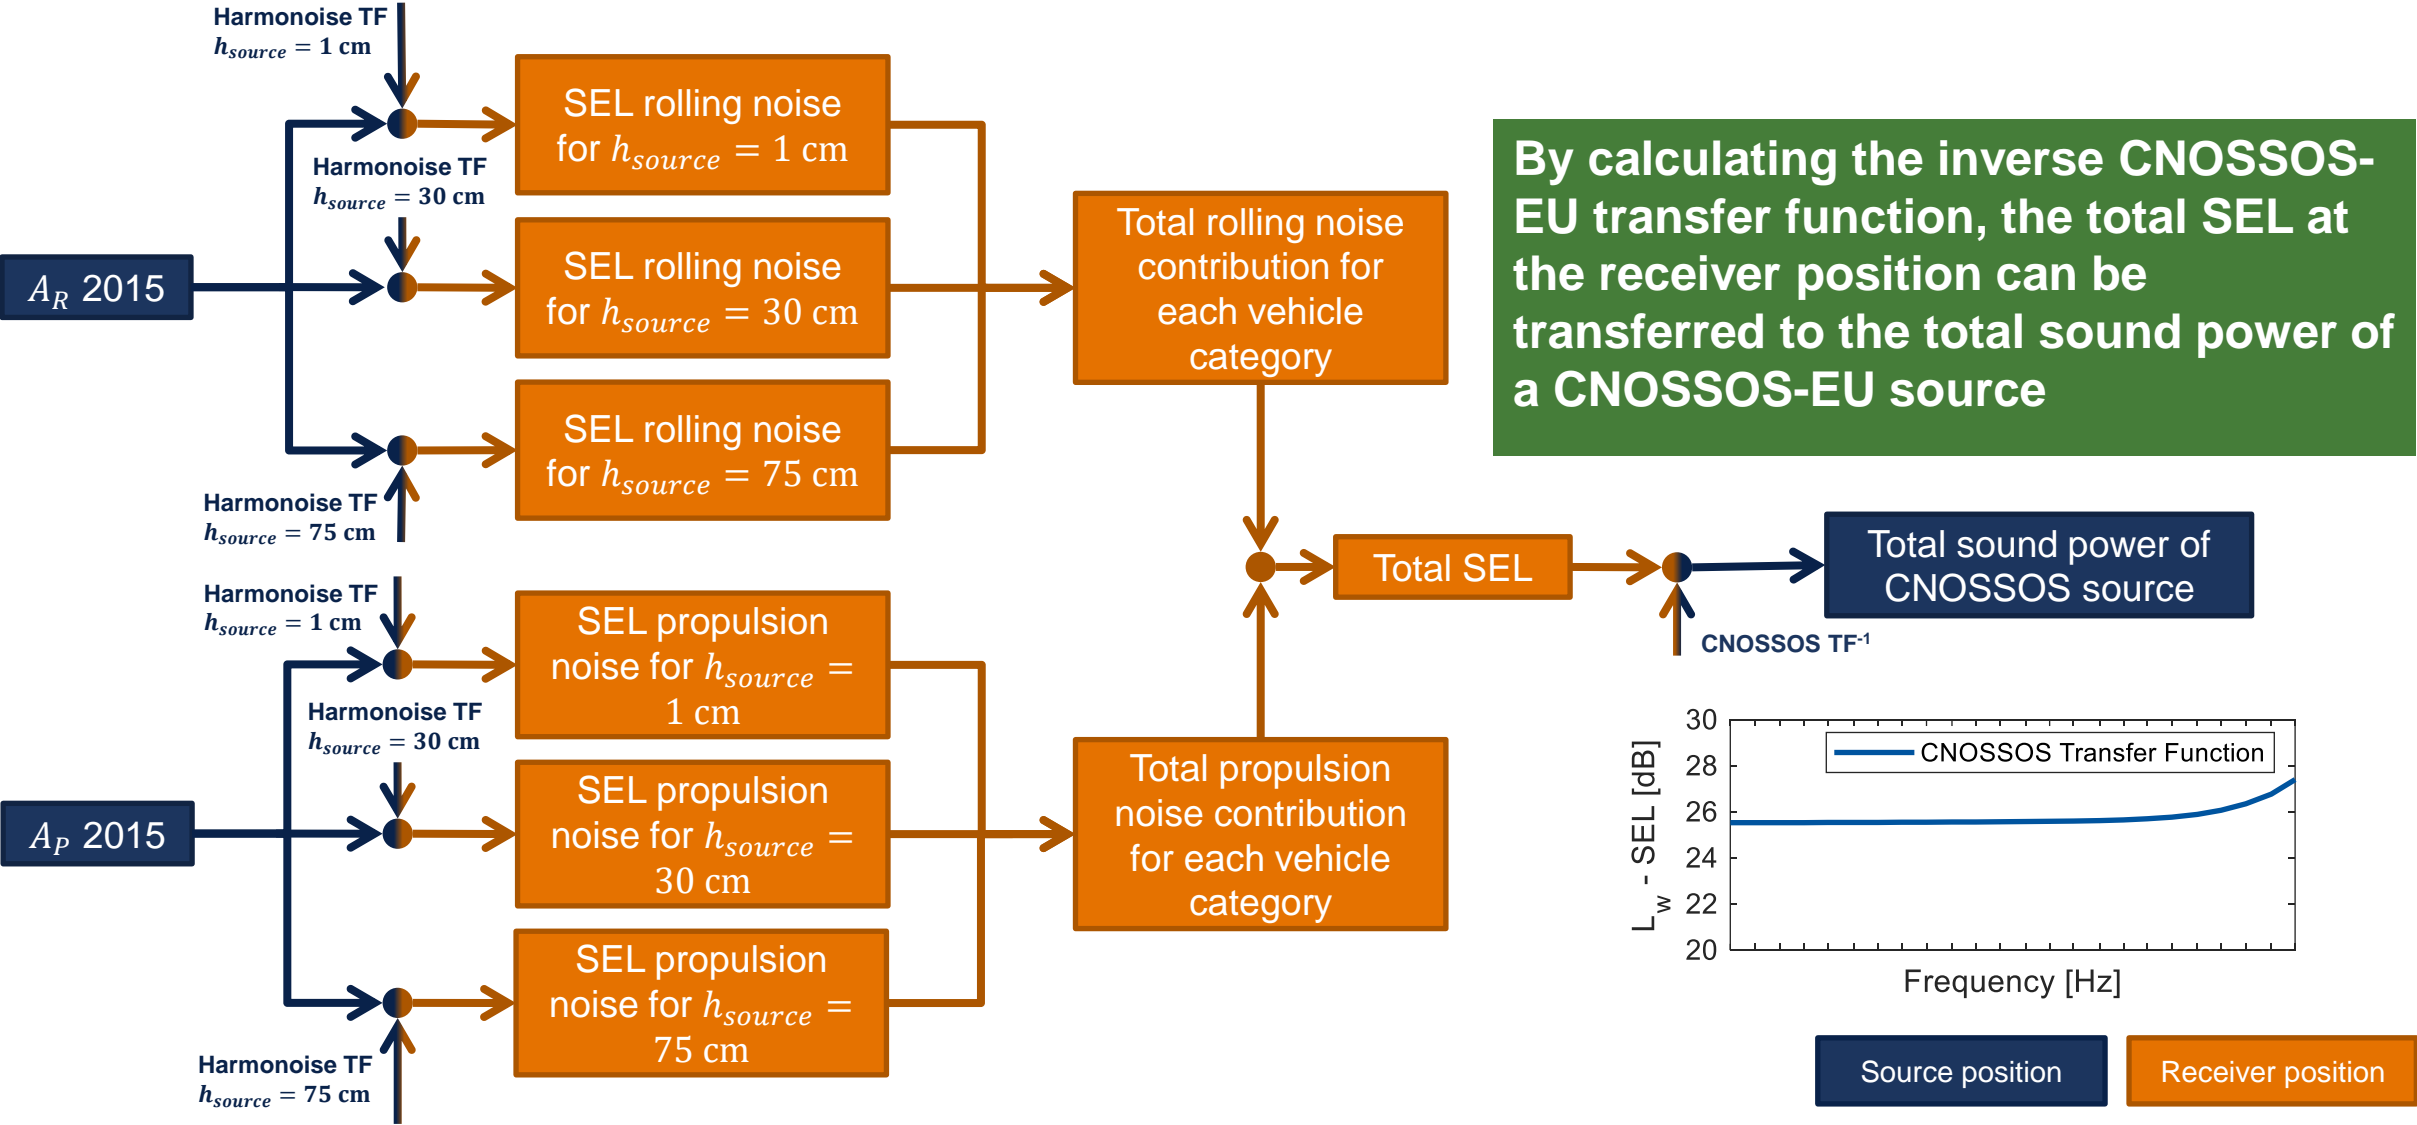 Harmonoise TF
h_source = 1 cm
SEL rolling noise
for h_source = 1 cm
Harmonoise TF
h_source = 30 cm
SEL rolling noise
for h_source = 30 cm
A_R 2015
SEL rolling noise
for h_source = 75 cm
Harmonoise TF
h_source = 75 cm
Total rolling noise
contribution for
each vehicle
category
By calculating the inverse CNOSSOS-
EU transfer function, the total SEL at
the receiver position can be
transferred to the total sound power of
a CNOSSOS-EU source
Harmonoise TF
h_source = 1 cm
SEL propulsion
noise for h_source =
1 cm
Harmonoise TF
h_source = 30 cm
SEL propulsion
noise for h_source =
30 cm
A_P 2015
SEL propulsion
noise for h_source =
75 cm
Harmonoise TF
h_source = 75 cm
Total propulsion
noise contribution
for each vehicle
category
Total SEL
CNOSSOS TF⁻¹
Total sound power of
CNOSSOS source
L_w - SEL [dB]
30
28
26
24
22
20
CNOSSOS Transfer Function
Frequency [Hz]
Source position
Receiver position